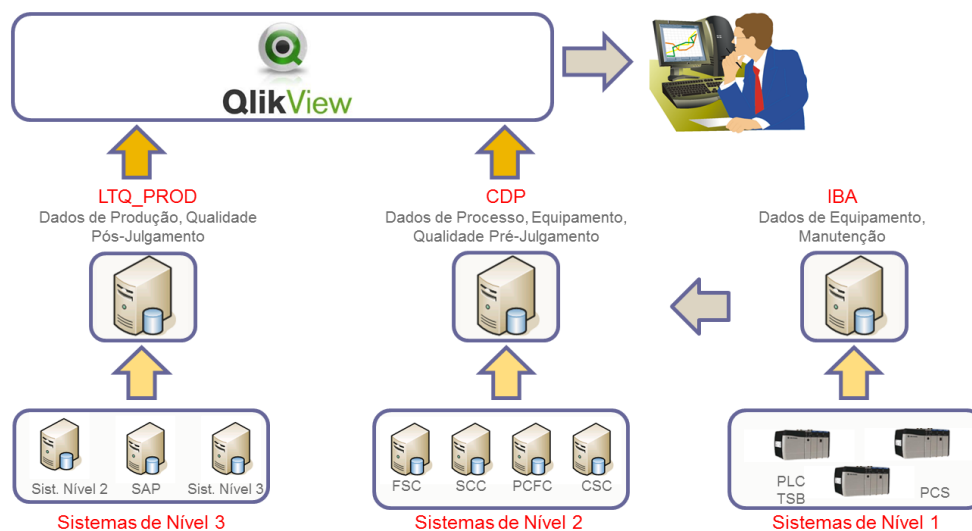 QlikView
LTQ_PROD
Dados de Produção, Qualidade
Pós-Julgamento
CDP
Dados de Processo, Equipamento,
Qualidade Pré-Julgamento
IBA
Dados de Equipamento,
Manutenção
Sist. Nível 2
SAP
Sist. Nível 3
FSC
SCC
PCFC
CSC
PLC
TSB
PCS
Sistemas de Nível 3
Sistemas de Nível 2
Sistemas de Nível 1